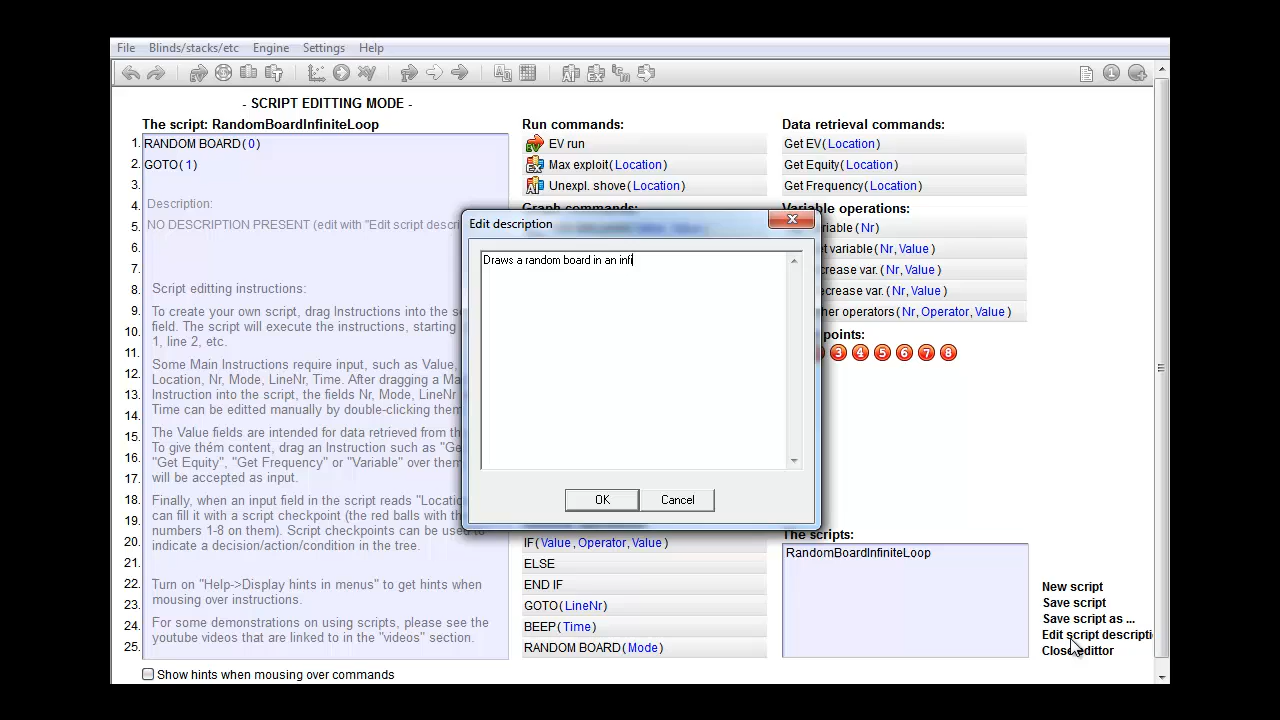 File Blinds/stacks/etc Engine Settings Help
- SCRIPT EDITTING MODE -
The script: RandomBoardInfiniteLoop
1. RANDOM BOARD(0)
2. GOTO(1)
3.
4. Description:
5. NO DESCRIPTION PRESENT (edit with "Edit script descri
6.
7.
8. Script editing instructions:
9. To create your own script, drag Instructions into the sc
10. field. The script will execute the instructions, starting
1, line 2, etc.
11.
12. Some Main Instructions require input, such as Value,
Location, Nr, Mode, LineNr, Time. After dragging a Ma
13. Instruction into the script, the fields Nr, Mode, LineNr
14. Time can be editted manually by double-clicking them
15. The Value fields are intended for data retrieved from the
16. To give thém content, drag an Instruction such as "Ge
"Get Equity", "Get Frequency" or "Variable" over them
17. will be accepted as input.
18. Finally, when an input field in the script reads "Locatio
19. can fill it with a script checkpoint (the red balls with the
numbers 1-8 on them). Script checkpoints can be used to
20. indicate a decision/action/condition in the tree.
21.
22. Turn on "Help->Display hints in menus" to get hints when
23. mousing over instructions.
24. For some demonstrations on using scripts, please see the
25. youtube videos that are linked to in the "videos" section.
Show hints when mousing over commands
Run commands:
EV run
Max exploit(Location)
Unexpl. shove(Location)
Graph commands:
Edit description
Draws a random board in an infi
OK Cancel
IF(Value,Operator,Value)
ELSE
END IF
GOTO(LineNr)
BEEP(Time)
RANDOM BOARD(Mode)
Data retrieval commands:
Get EV(Location)
Get Equity(Location)
Get Frequency(Location)
Variable operations:
ariable(Nr)
t variable(Nr,Value)
crease var.(Nr,Value)
ecrease var.(Nr,Value)
her operators(Nr,Operator,Value)
points:
3 4 5 6 7 8
The scripts:
RandomBoardInfiniteLoop
New script
Save script
Save script as ...
Edit script descripti
Close edittor